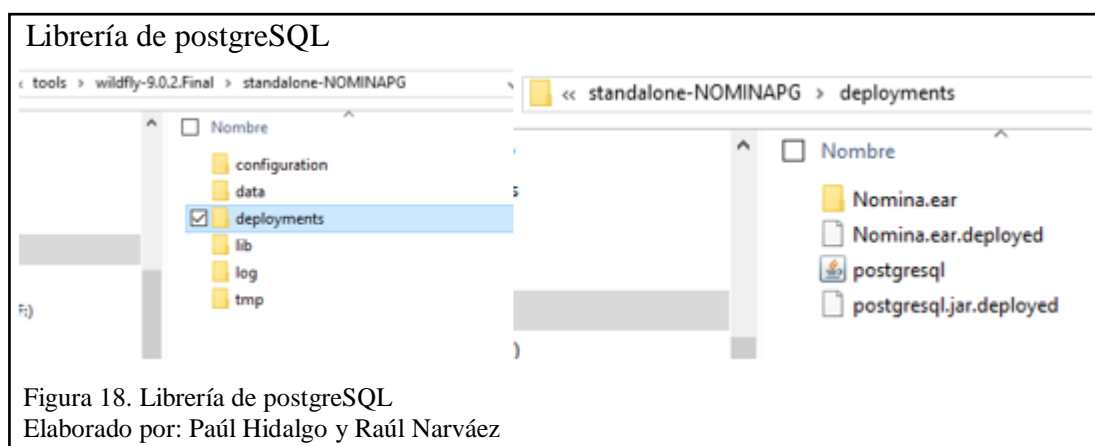 Librería de postgreSQL
‹ tools › wildfly-9.0.2.Final › standalone-NOMINAPG
Nombre
configuration
data
deployments
lib
log
tmp
F:)
« standalone-NOMINAPG › deployments
s
Nombre
Nomina.ear
Nomina.ear.deployed
postgresql
postgresql.jar.deployed
)
Figura 18. Librería de postgreSQL
Elaborado por: Paúl Hidalgo y Raúl Narváez